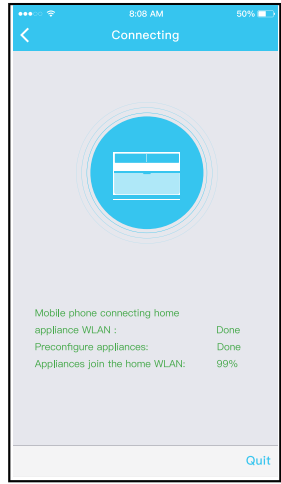 8:08 AM
50%
Connecting
Mobile phone connecting home
appliance WLAN : Done
Preconfigure appliances: Done
Appliances join the home WLAN: 99%
Quit